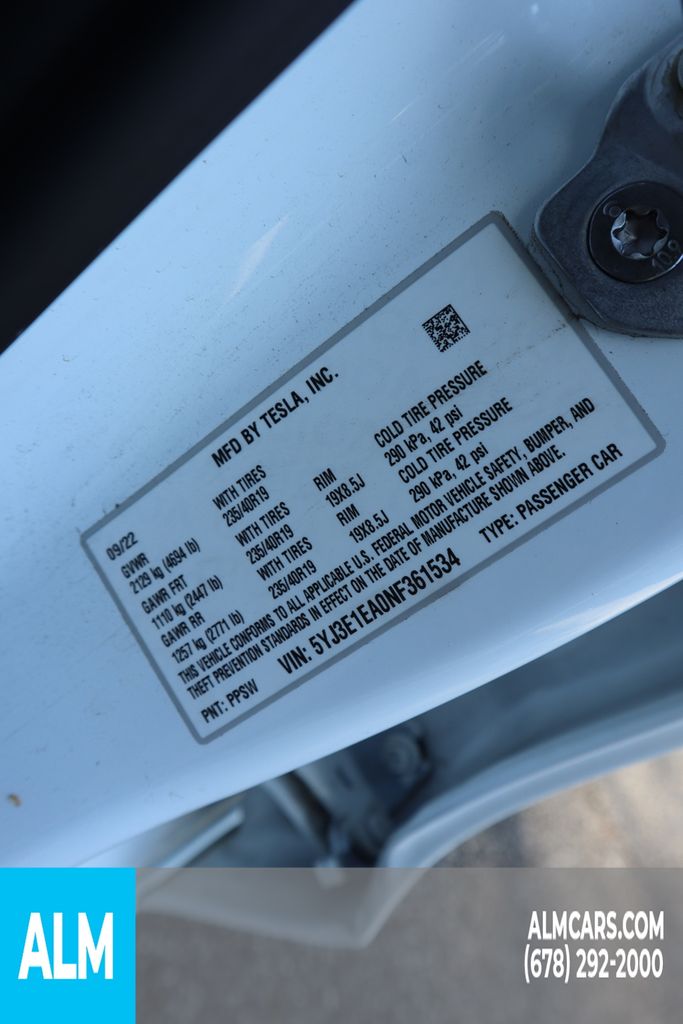 MFD BY TESLA, INC.
09/22
GVWR
2129 kg (4694 lb)
WITH TIRES
235/40R19
RIM
19X8.5J
COLD TIRE PRESSURE
290 kPa, 42 psi
GAWR FRT
1110 kg (2447 lb)
WITH TIRES
235/40R19
RIM
19X8.5J
COLD TIRE PRESSURE
290 kPa, 42 psi
GAWR RR
1257 kg (2771 lb)
WITH TIRES
235/40R19
THIS VEHICLE CONFORMS TO ALL APPLICABLE U.S. FEDERAL MOTOR VEHICLE SAFETY, BUMPER, AND
THEFT PREVENTION STANDARDS IN EFFECT ON THE DATE OF MANUFACTURE SHOWN ABOVE.
PNT: PPSW
VIN: 5YJ3E1EA0NF361534
TYPE: PASSENGER CAR
109
ALM
ALMCARS.COM
(678) 292-2000